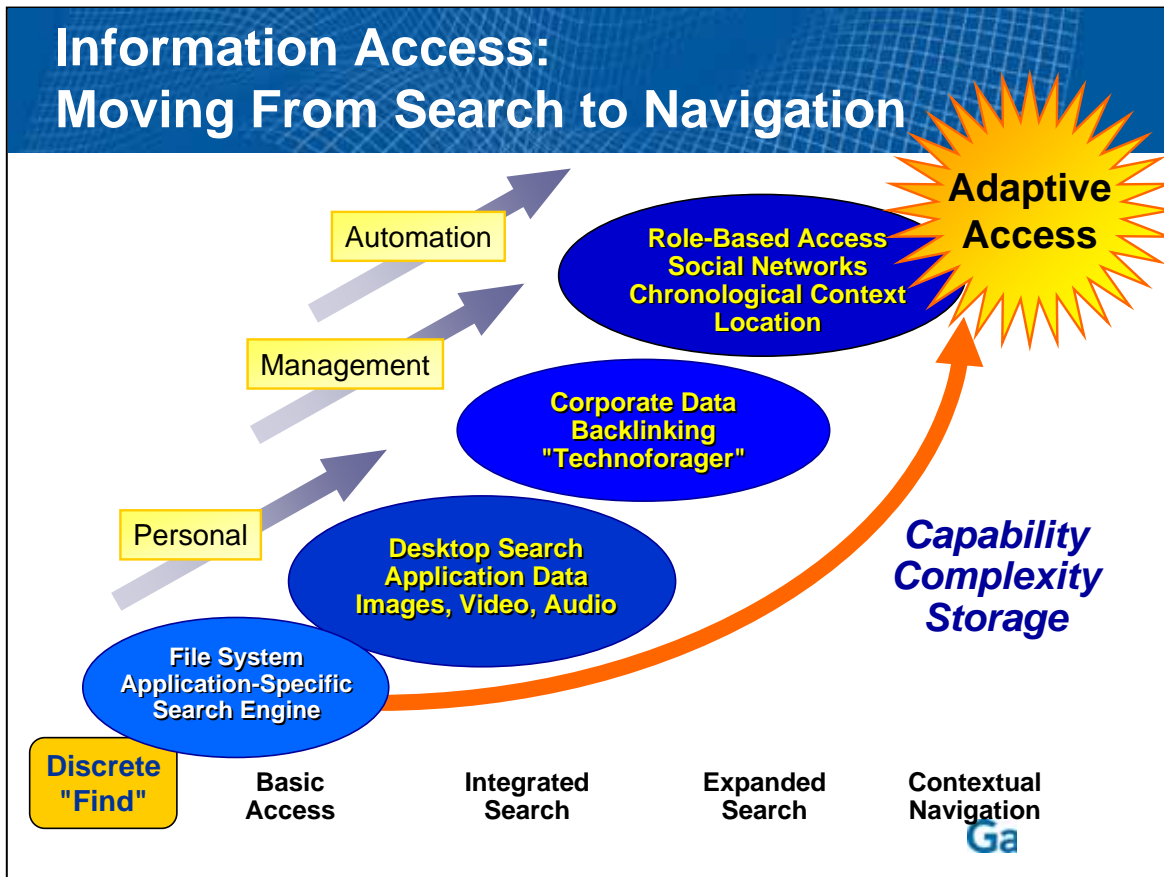 Information Access:
Moving From Search to Navigation
Adaptive
Access
Automation
Role-Based Access
Social Networks
Chronological Context
Location
Management
Corporate Data
Backlinking
"Technoforager"
Personal
Desktop Search
Application Data
Images, Video, Audio
Capability
Complexity
Storage
File System
Application-Specific
Search Engine
Discrete
"Find"
Basic
Access
Integrated
Search
Expanded
Search
Contextual
Navigation
Ga